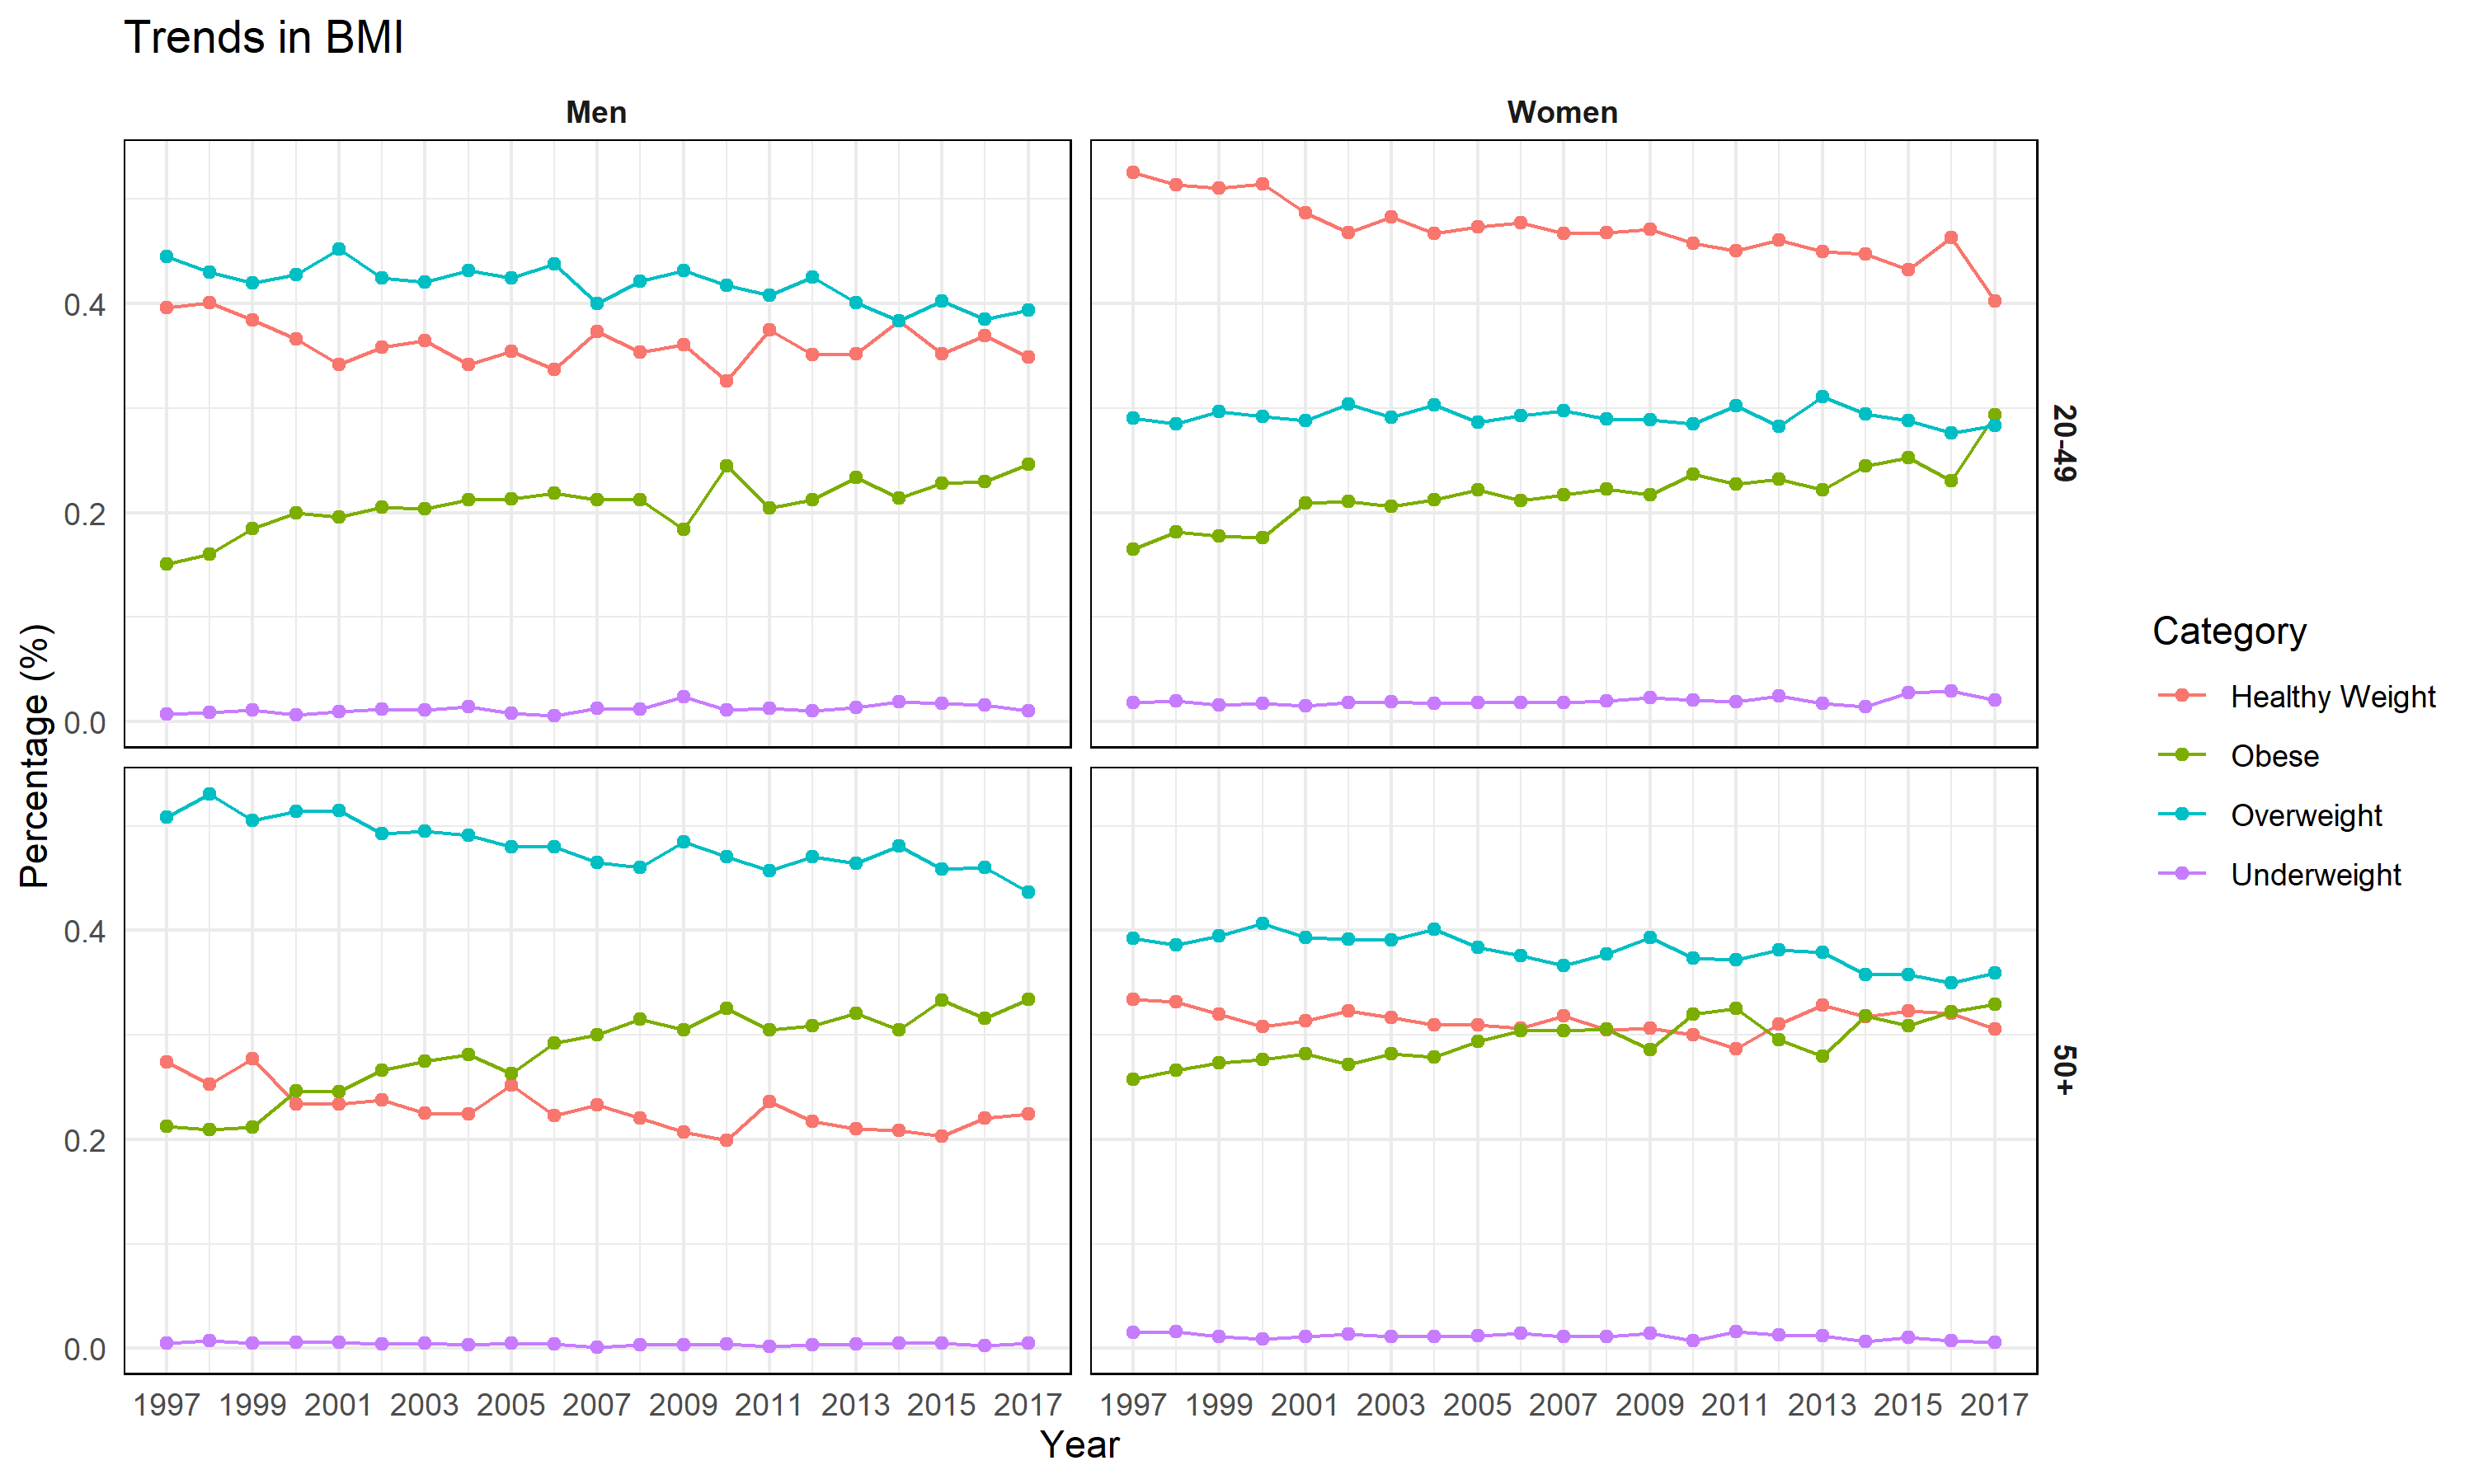 Trends in BMI
Men
Women
0.4
0.2
0.0
20-49
Percentage (%)
0.4
0.2
0.0
50+
1997 1999 2001 2003 2005 2007 2009 2011 2013 2015 2017
1997 1999 2001 2003 2005 2007 2009 2011 2013 2015 2017
Year
Category
Healthy Weight
Obese
Overweight
Underweight